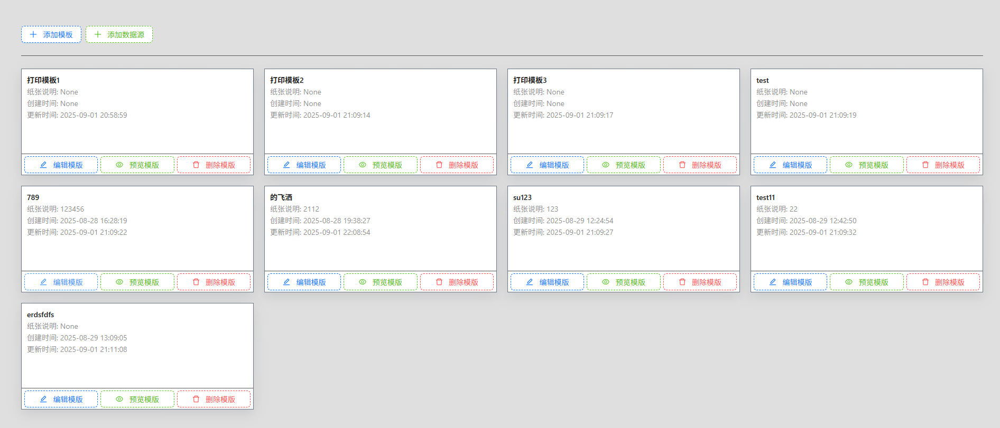 添加模板 添加数据源
打印模板1
纸张说明: None
创建时间: None
更新时间: 2025-09-01 20:58:59
编辑模版 预览模版 删除模版
打印模板2
纸张说明: None
创建时间: None
更新时间: 2025-09-01 21:09:14
编辑模版 预览模版 删除模版
打印模板3
纸张说明: None
创建时间: None
更新时间: 2025-09-01 21:09:17
编辑模版 预览模版 删除模版
test
纸张说明: None
创建时间: None
更新时间: 2025-09-01 21:09:19
编辑模版 预览模版 删除模版
789
纸张说明: 123456
创建时间: 2025-08-28 16:28:19
更新时间: 2025-09-01 21:09:22
编辑模版 预览模版 删除模版
的飞洒
纸张说明: 2112
创建时间: 2025-08-28 19:38:27
更新时间: 2025-09-01 22:08:54
编辑模版 预览模版 删除模版
su123
纸张说明: 123
创建时间: 2025-08-29 12:24:54
更新时间: 2025-09-01 21:09:27
编辑模版 预览模版 删除模版
test11
纸张说明: 22
创建时间: 2025-08-29 12:42:50
更新时间: 2025-09-01 21:09:32
编辑模版 预览模版 删除模版
erdsfdfs
纸张说明: None
创建时间: 2025-08-29 13:09:05
更新时间: 2025-09-01 21:11:08
编辑模版 预览模版 删除模版